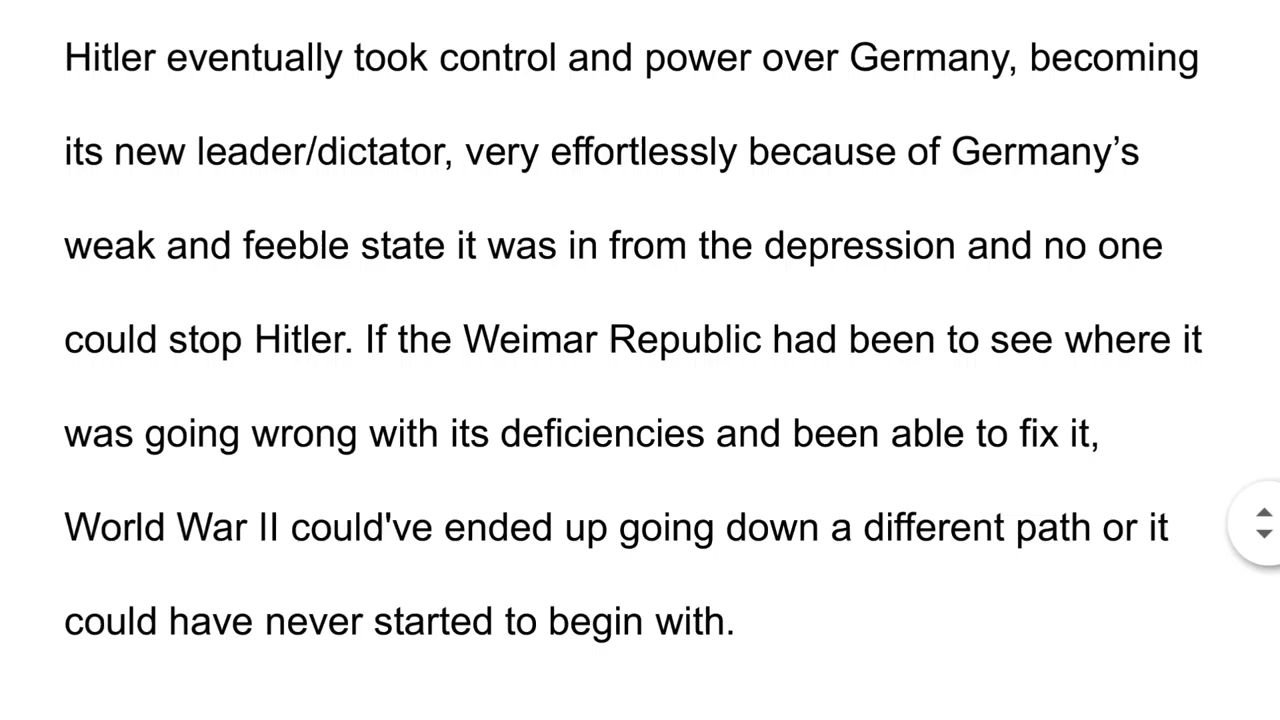 Hitler eventually took control and power over Germany, becoming
its new leader/dictator, very effortlessly because of Germany’s
weak and feeble state it was in from the depression and no one
could stop Hitler. If the Weimar Republic had been to see where it
was going wrong with its deficiencies and been able to fix it,
World War II could've ended up going down a different path or it
could have never started to begin with.